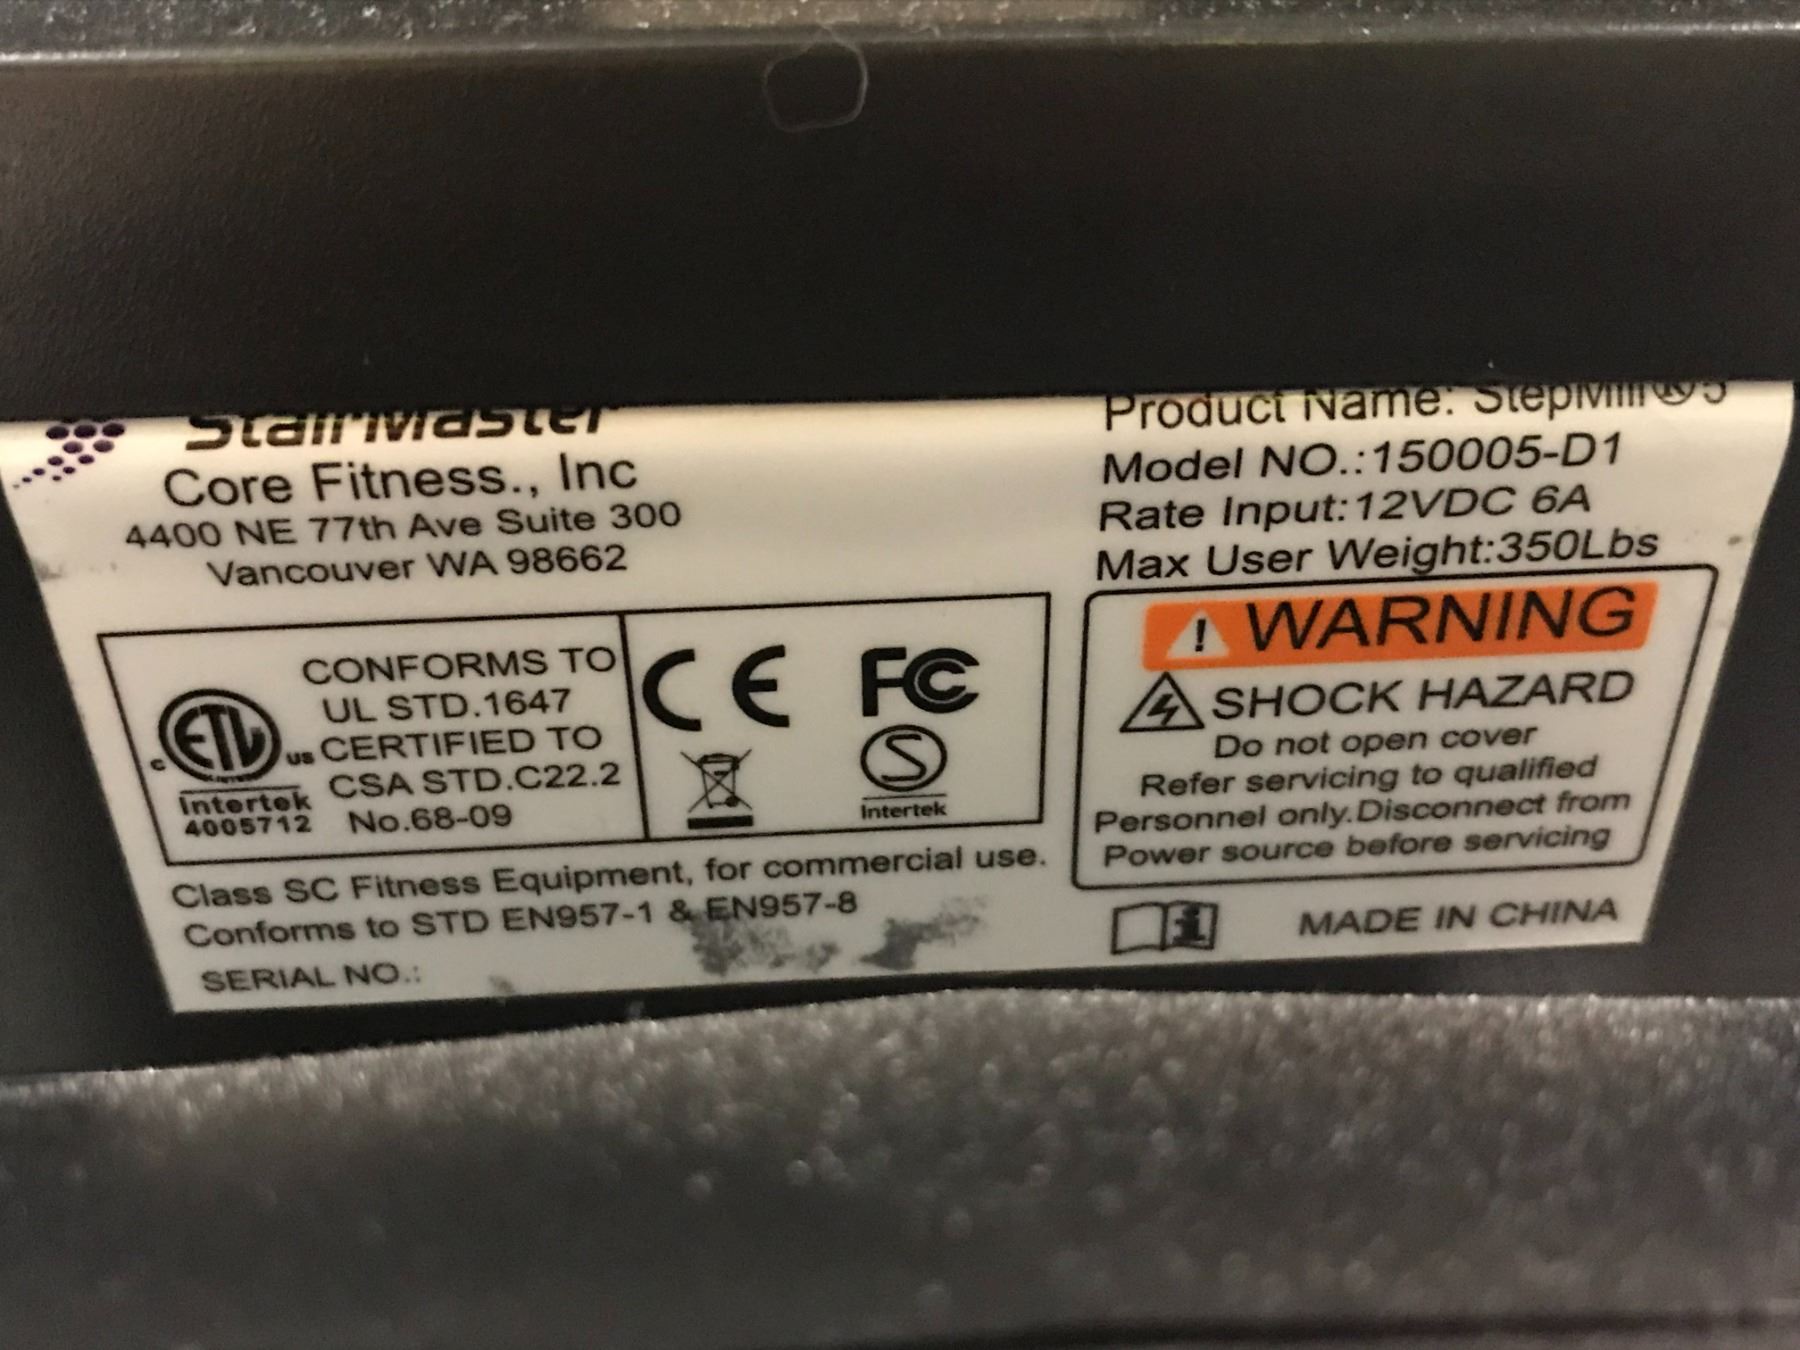 StairMaster
Core Fitness., Inc
4400 NE 77th Ave Suite 300
Vancouver WA 98662
CONFORMS TO
UL STD.1647
CERTIFIED TO
CSA STD.C22.2
No.68-09
c ETL us
Intertek
4005712
CE FC
S
Intertek
Class SC Fitness Equipment, for commercial use.
Conforms to STD EN957-1 & EN957-8
SERIAL NO.:
Product Name: StepMill®5
Model NO.:150005-D1
Rate Input:12VDC 6A
Max User Weight:350Lbs
! WARNING
SHOCK HAZARD
Do not open cover
Refer servicing to qualified
Personnel only.Disconnect from
Power source before servicing
i
MADE IN CHINA